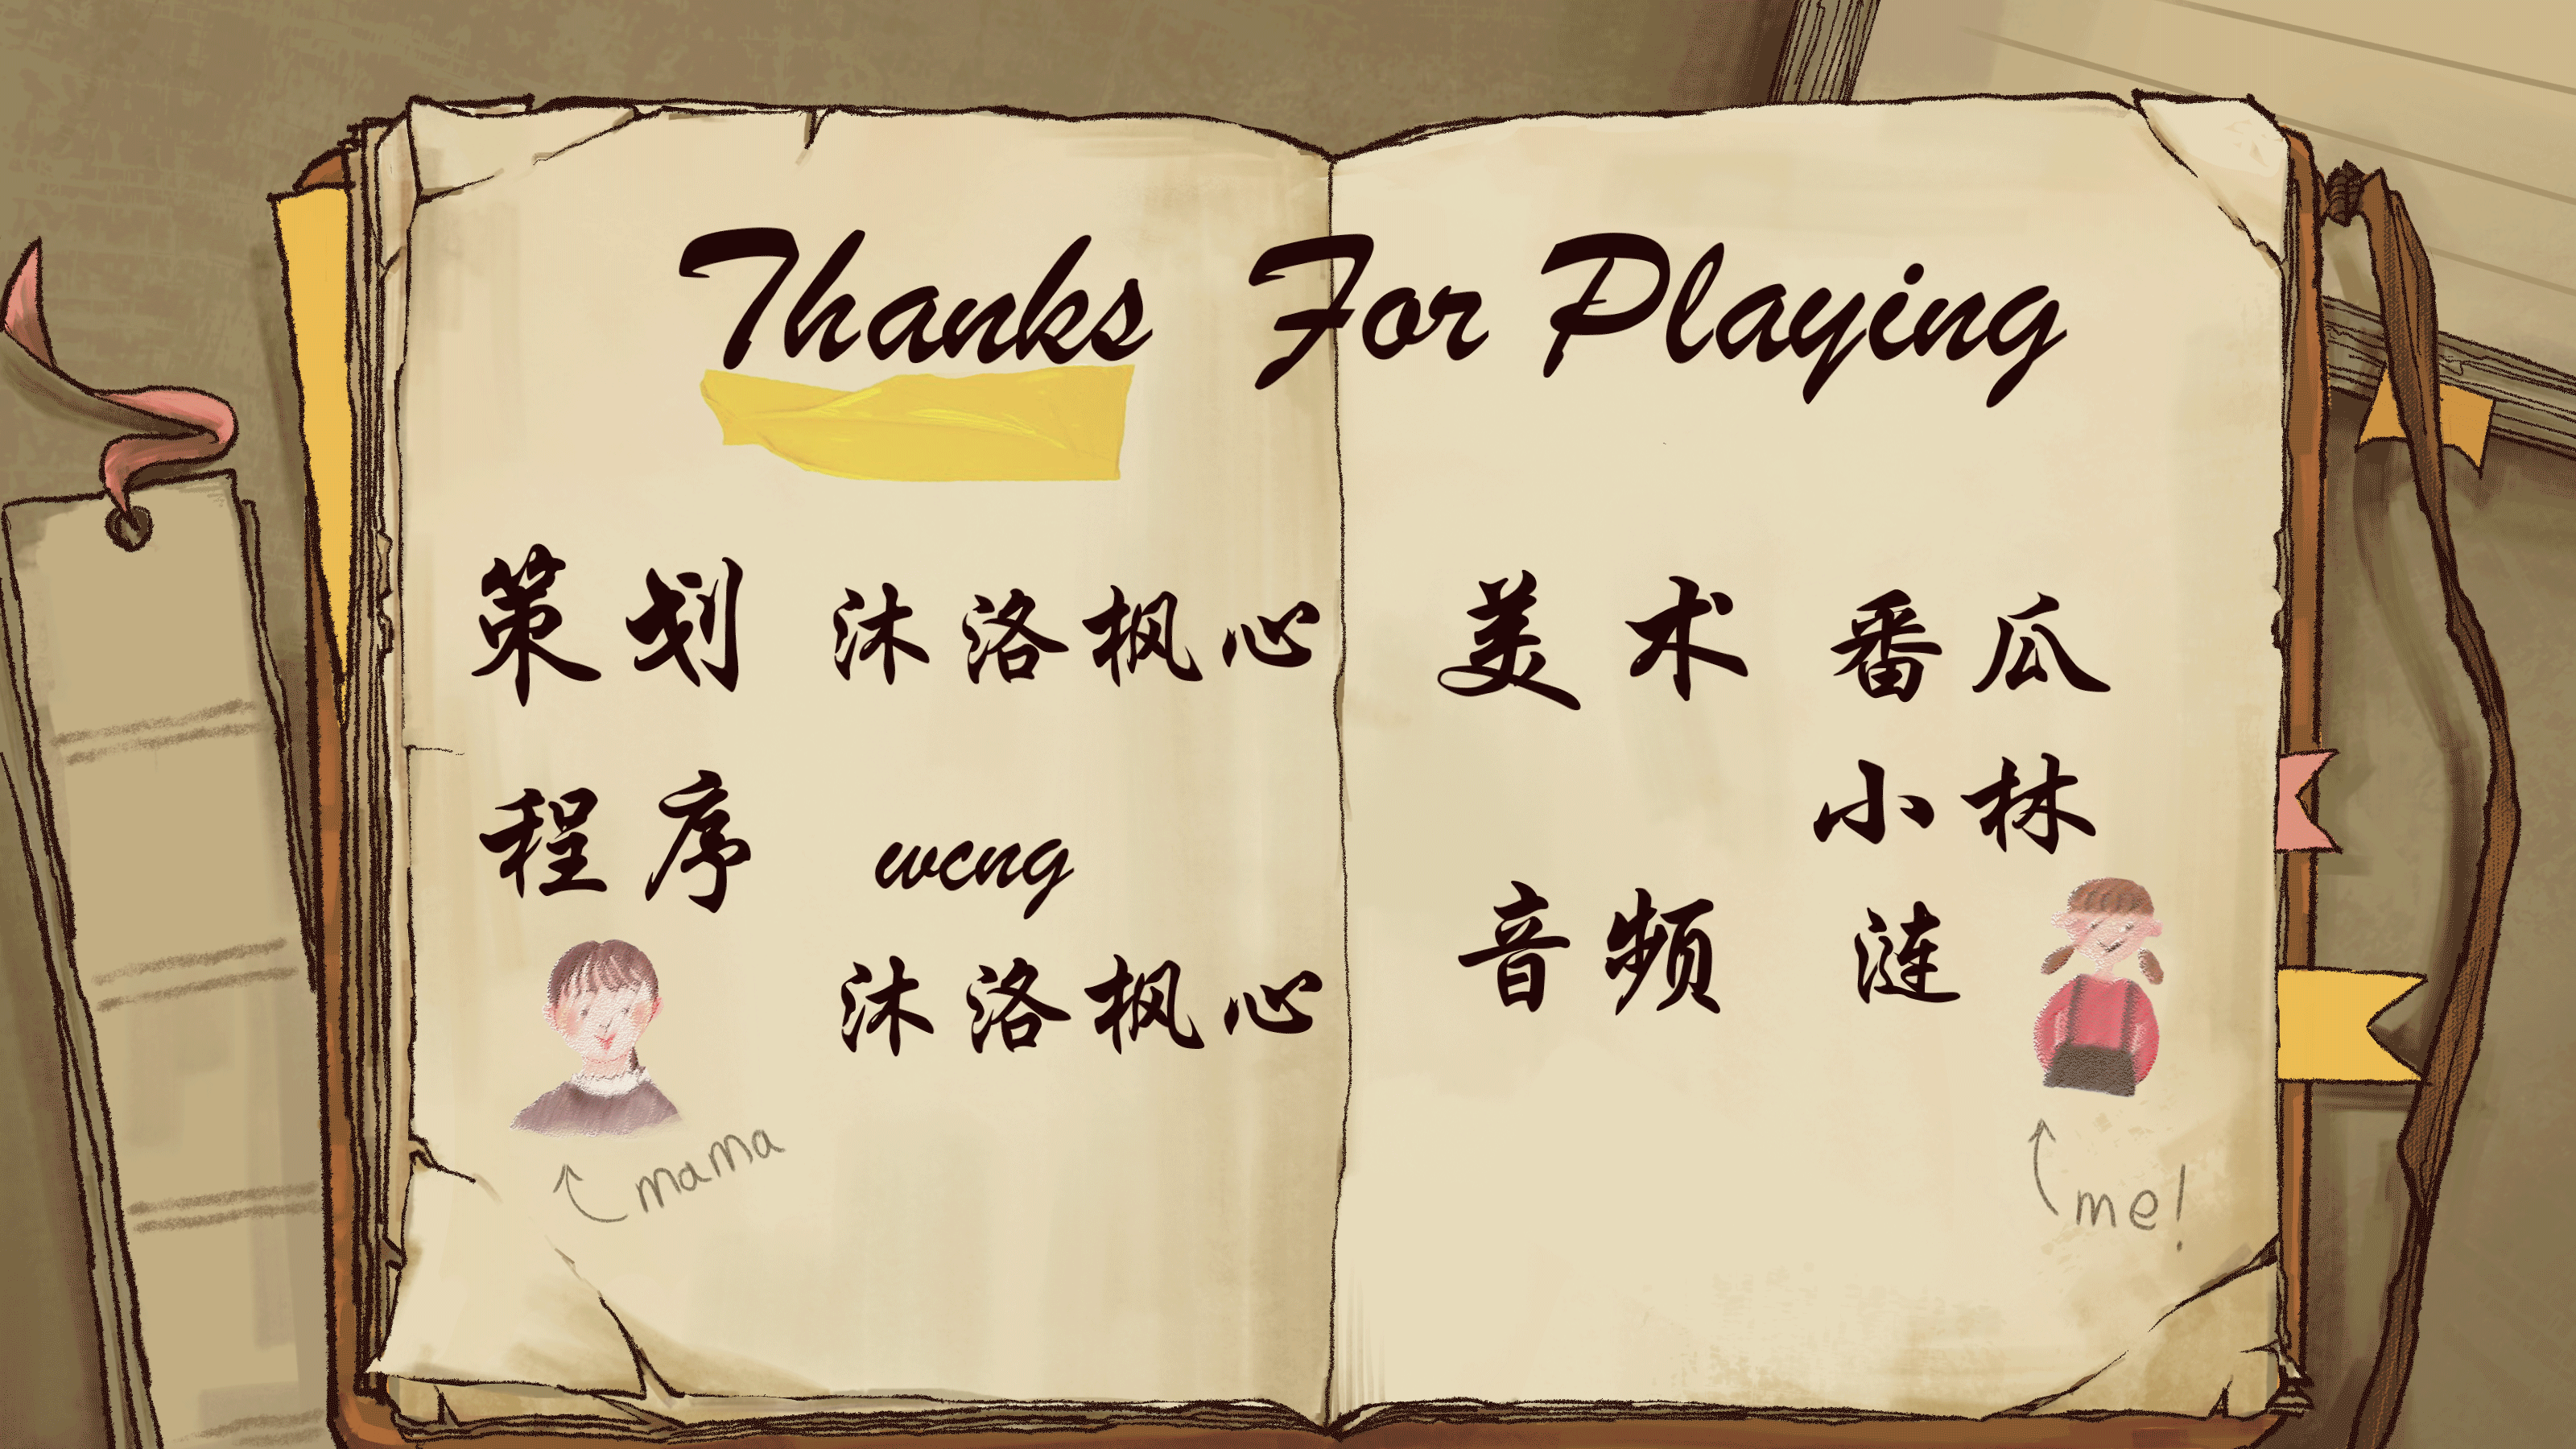 Thanks For Playing
策划 沐洛枫心
程序 wcng
沐洛枫心
mama
美术 番瓜
小林
音频 涟
me!